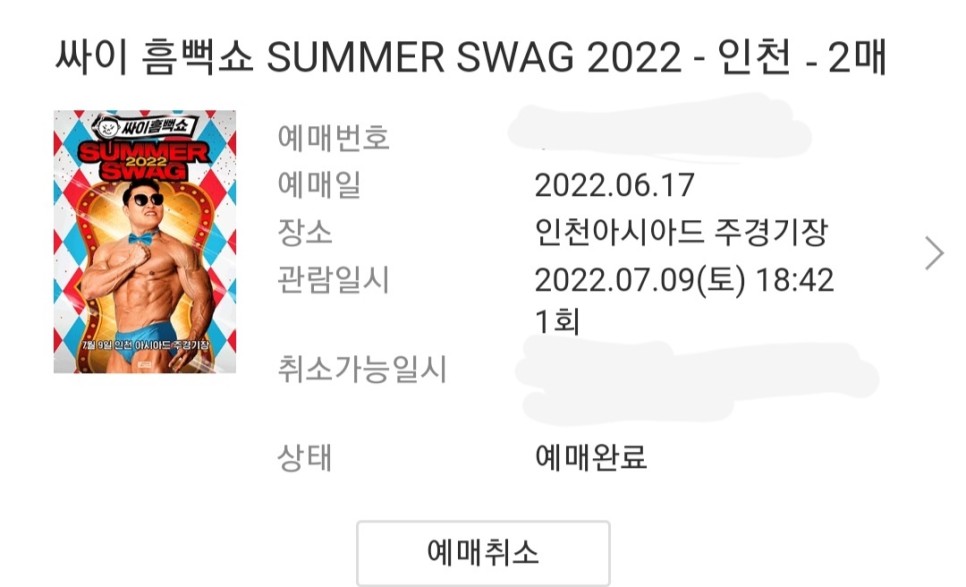 싸이 흠뻑쇼 SUMMER SWAG 2022 - 인천 - 2매
싸이흠뻑쇼
SUMMER
2022
SWAG
7월 9일 인천 아시아드 주경기장
예매번호
예매일 2022.06.17
장소 인천아시아드 주경기장
관람일시 2022.07.09(토) 18:42
1회
취소가능일시
상태 예매완료
예매취소